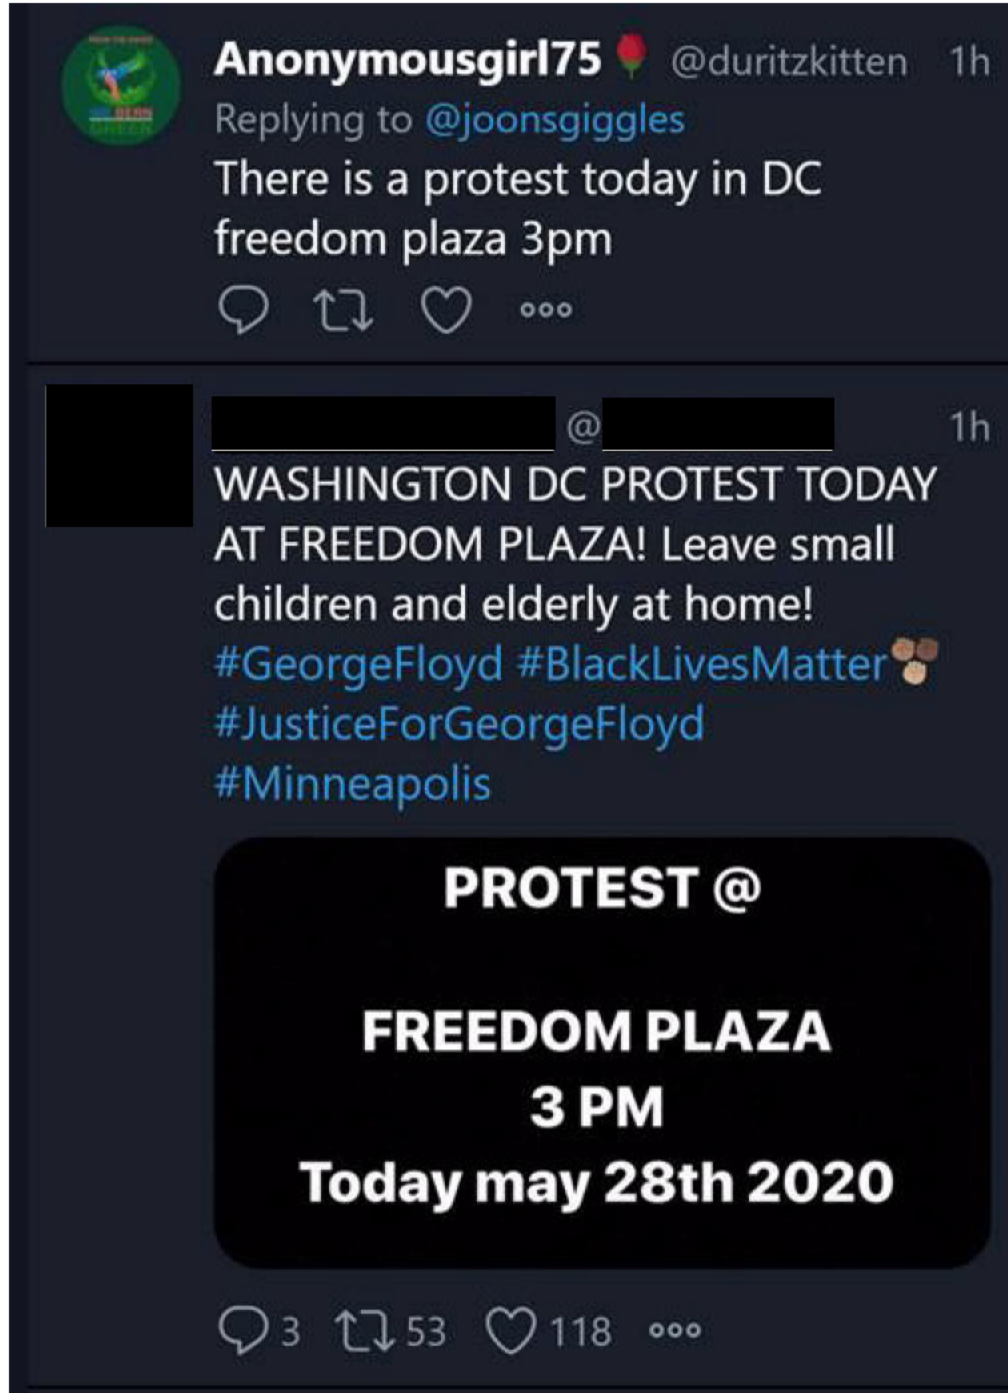 Anonymousgirl75🌹 @duritzkitten 1h
Replying to @joonsgiggles
There is a protest today in DC
freedom plaza 3pm
@ 1h
WASHINGTON DC PROTEST TODAY
AT FREEDOM PLAZA! Leave small
children and elderly at home!
#GeorgeFloyd #BlackLivesMatter✊🏽✊🏿✊🏼
#JusticeForGeorgeFloyd
#Minneapolis
PROTEST @
FREEDOM PLAZA
3 PM
Today may 28th 2020
3 53 118